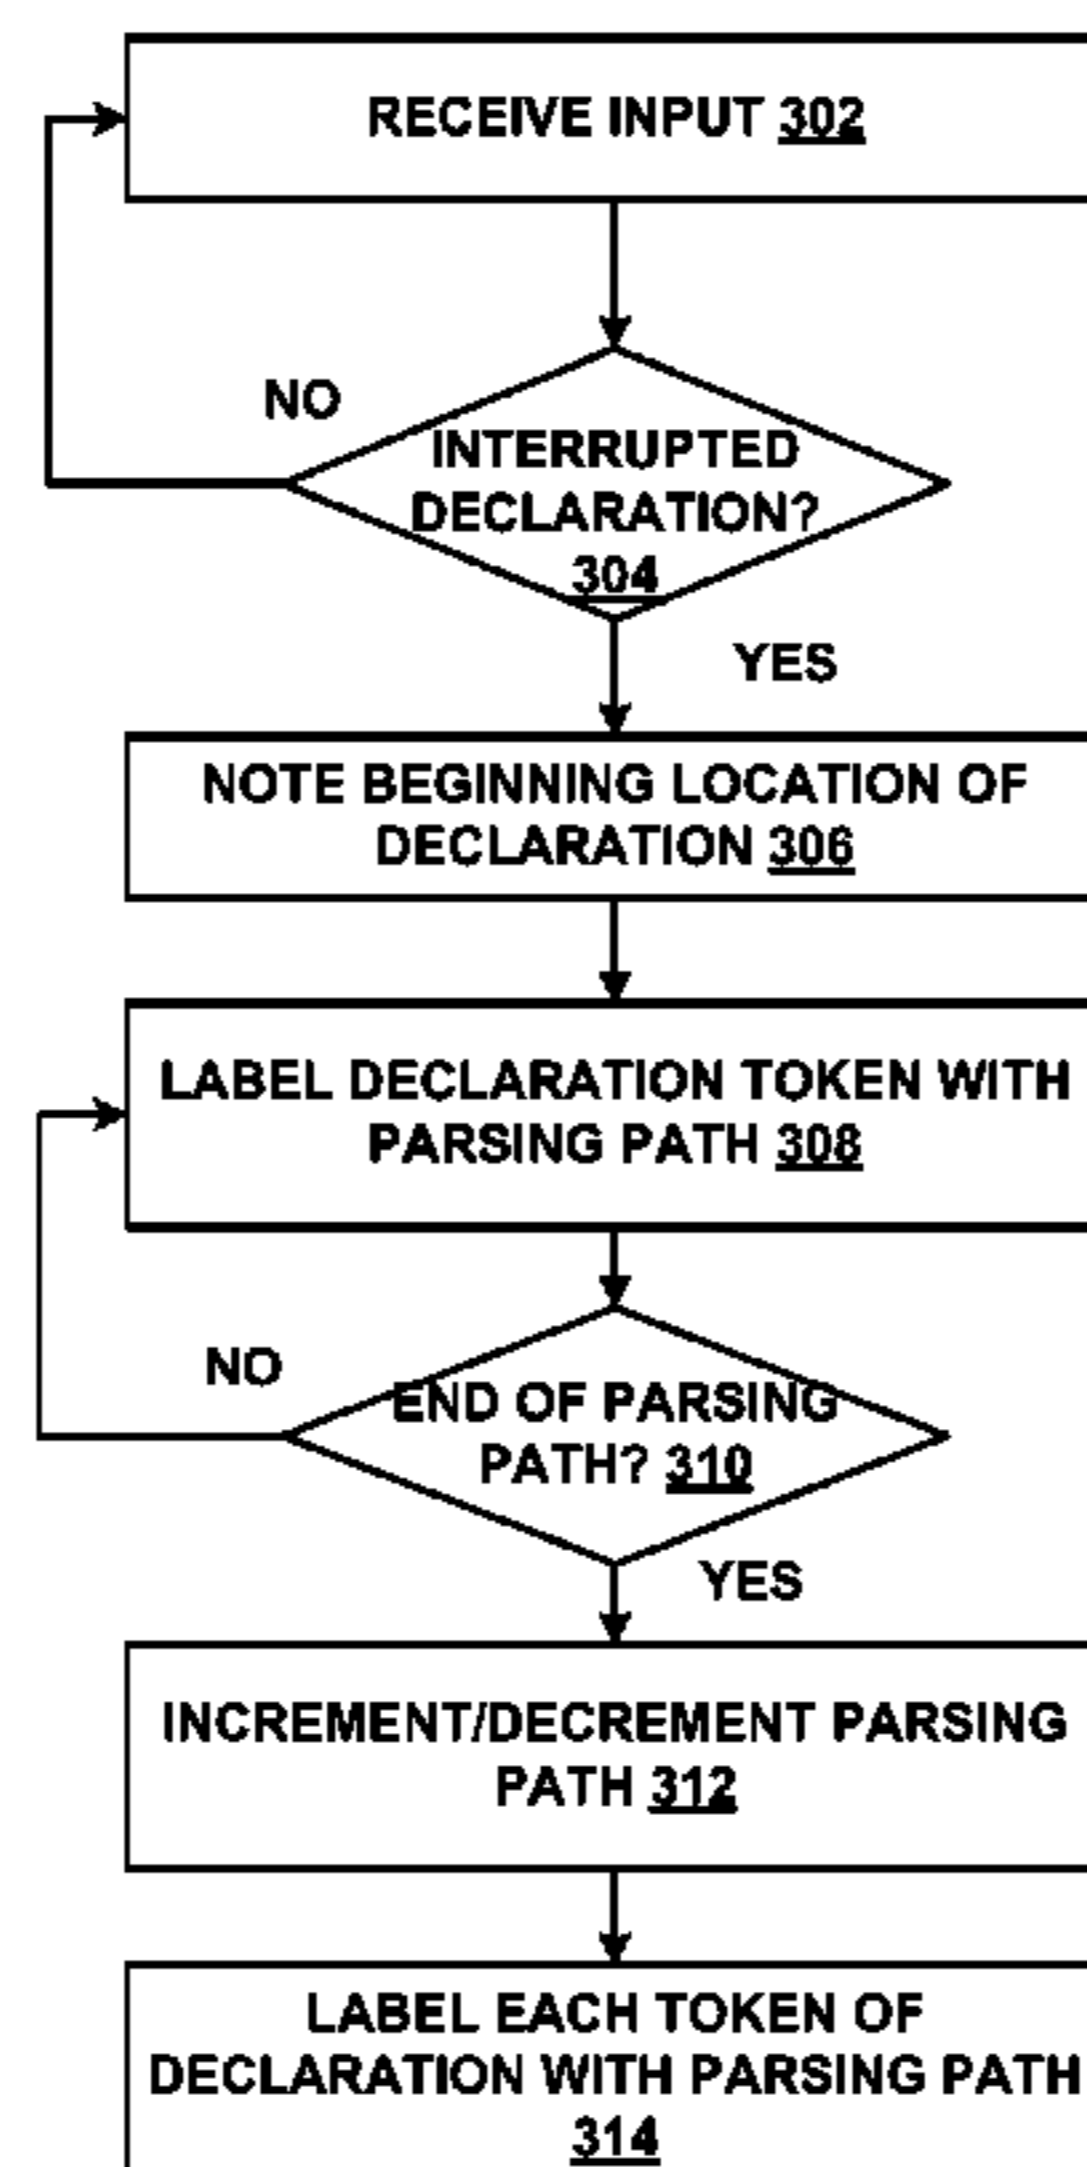 RECEIVE INPUT 302
NO
INTERRUPTED
DECLARATION?
304
YES
NOTE BEGINNING LOCATION OF
DECLARATION 306
LABEL DECLARATION TOKEN WITH
PARSING PATH 308
NO
END OF PARSING
PATH? 310
YES
INCREMENT/DECREMENT PARSING
PATH 312
LABEL EACH TOKEN OF
DECLARATION WITH PARSING PATH
314